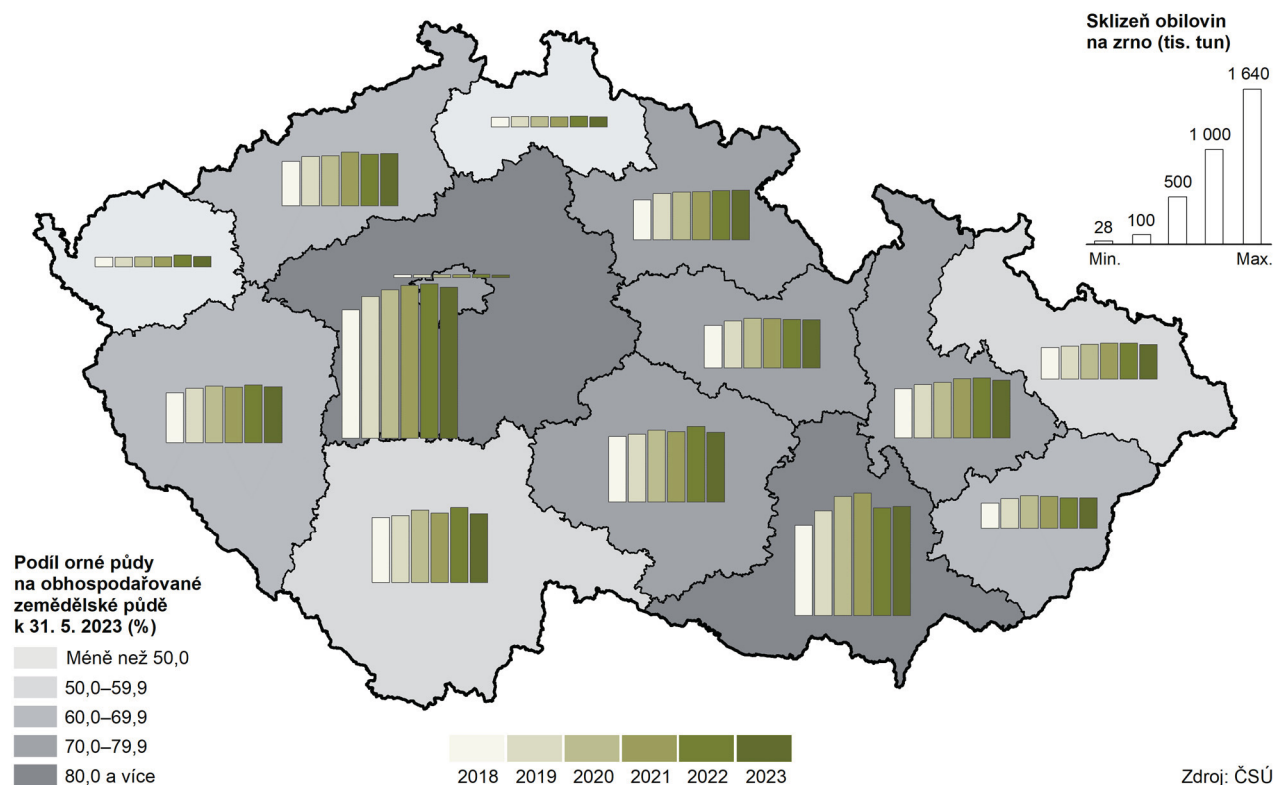 Sklizeň obilovin
na zrno (tis. tun)
1 640
1 000
500
100
28
Min.
Max.
Podíl orné půdy
na obhospodařované
zemědělské půdě
k 31. 5. 2023 (%)
Méně než 50,0
50,0–59,9
60,0–69,9
70,0–79,9
80,0 a více
2018 2019 2020 2021 2022 2023
Zdroj: ČSÚ